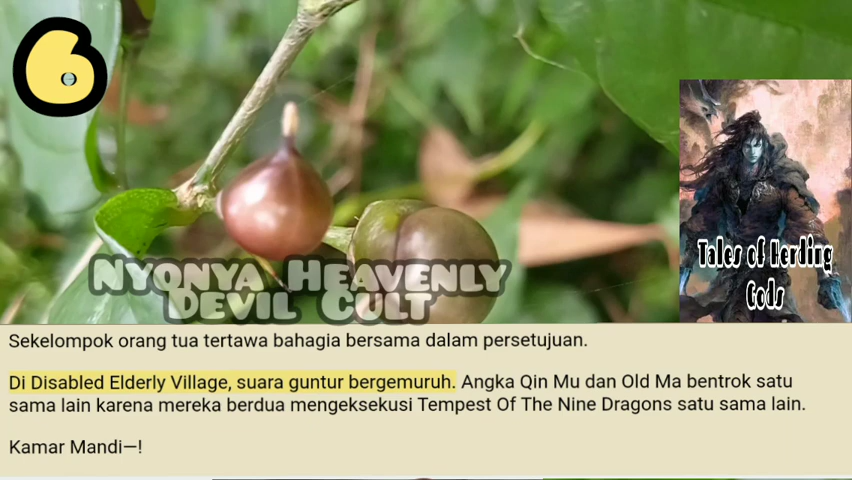 6
Tales of Herding
Gods
Nyonya Heavenly
Devil Cult
Sekelompok orang tua tertawa bahagia bersama dalam persetujuan.
Di Disabled Elderly Village, suara guntur bergemuruh. Angka Qin Mu dan Old Ma bentrok satu
sama lain karena mereka berdua mengeksekusi Tempest Of The Nine Dragons satu sama lain.
Kamar Mandi—!